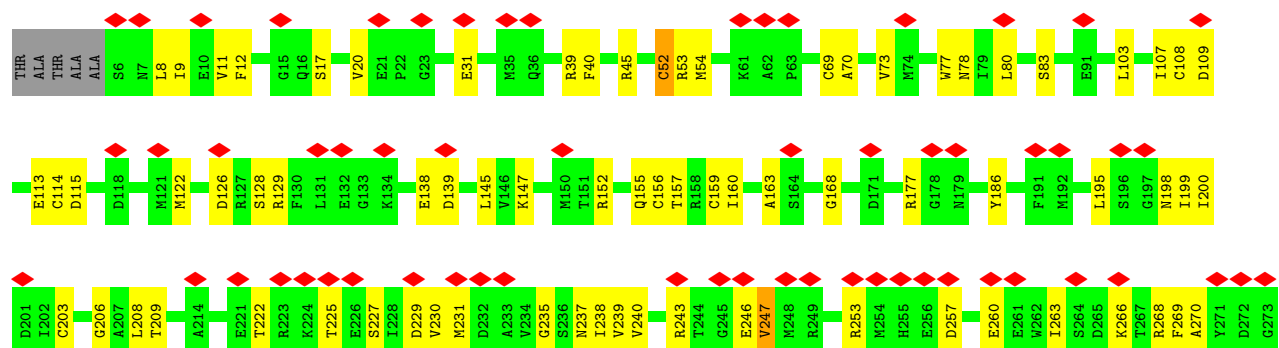 THR ALA THR ALA ALA S6 N7 L8 I9 E10 V11 F12 G15 Q16 S17 V20 E21 P22 G23 E31 M35 Q36 R39 F40 R45 C52 R53 M54 K61 A62 P63 C69 A70 V73 M74 W77 N78 I79 L80 S83 E91 L103 I107 C108 D109
E113 C114 D115 D118 M121 M122 D126 R127 S128 R129 F130 L131 E132 G133 K134 E138 D139 L145 V146 K147 M150 T151 R152 Q155 C156 T157 R158 C159 I160 A163 S164 G168 D171 R177 G178 N179 Y186 F191 M192 L195 S196 G197 N198 I199 I200
D201 I202 C203 G206 A207 L208 T209 A214 E221 T222 R223 K224 T225 E226 S227 I228 D229 V230 M231 D232 A233 V234 G235 S236 N237 I238 V239 V240 R243 T244 G245 E246 V247 M248 R249 R253 M254 H255 E256 D257 E260 E261 W262 I263 S264 D265 K266 T267 R268 F269 A270 Y271 D272 G273